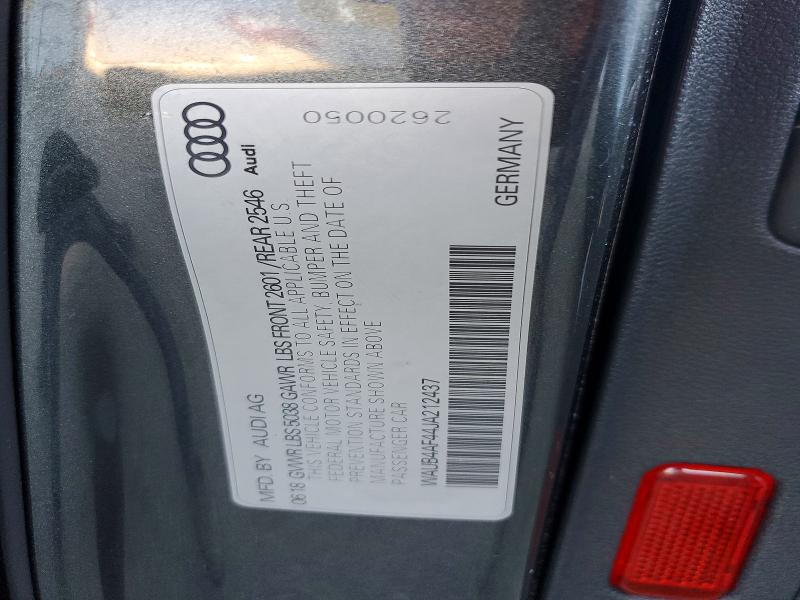 MFD. BY AUDI AG
0618 GVWR LBS 5038 GAWR LBS FRONT 2601 /REAR 2546
THIS VEHICLE CONFORMS TO ALL APPLICABLE U.S.
FEDERAL MOTOR VEHICLE SAFETY, BUMPER AND THEFT
PREVENTION STANDARDS IN EFFECT ON THE DATE OF
MANUFACTURE SHOWN ABOVE
PASSENGER CAR
WAUB4AF44JA212437
Audi
2620050
GERMANY